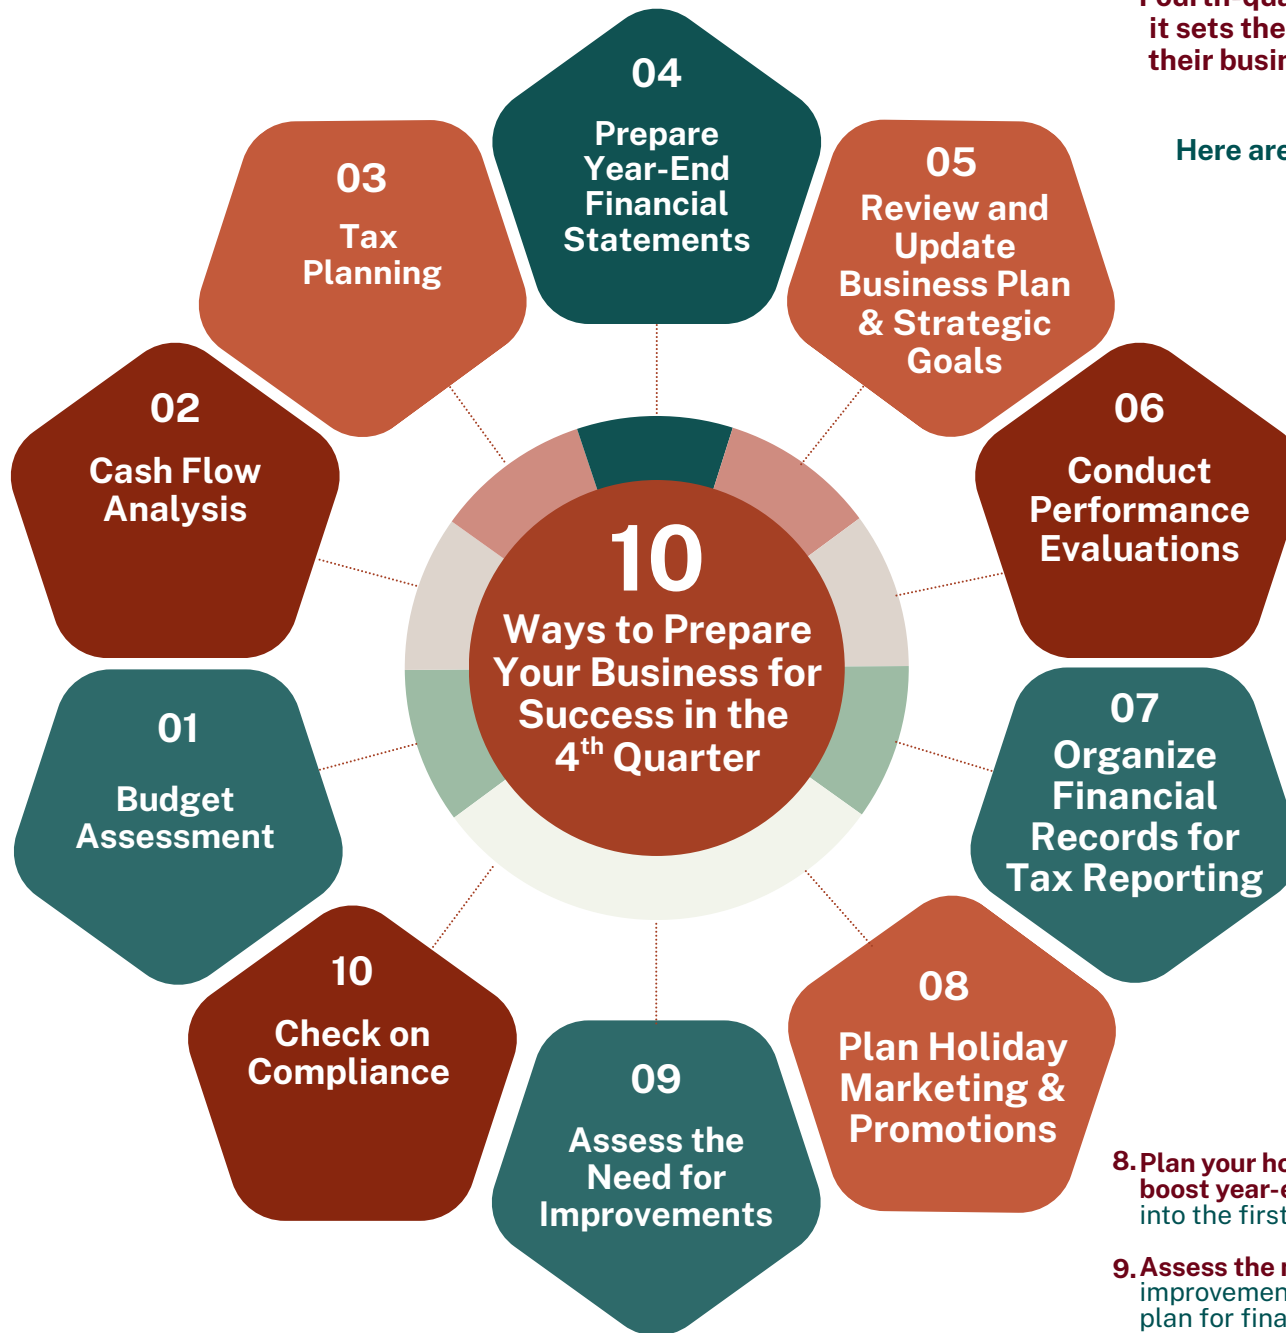 Fourth-qua
it sets the
their busin
Here are
04
Prepare
Year-End
Financial
Statements
03
Tax
Planning
05
Review and
Update
Business Plan
& Strategic
Goals
02
Cash Flow
Analysis
06
Conduct
Performance
Evaluations
10
Ways to Prepare
Your Business for
Success in the
4th Quarter
01
Budget
Assessment
07
Organize
Financial
Records for
Tax Reporting
10
Check on
Compliance
08
Plan Holiday
Marketing &
Promotions
09
Assess the
Need for
Improvements
8. Plan your ho
boost year-e
into the first
9. Assess the n
improvemen
plan for fina